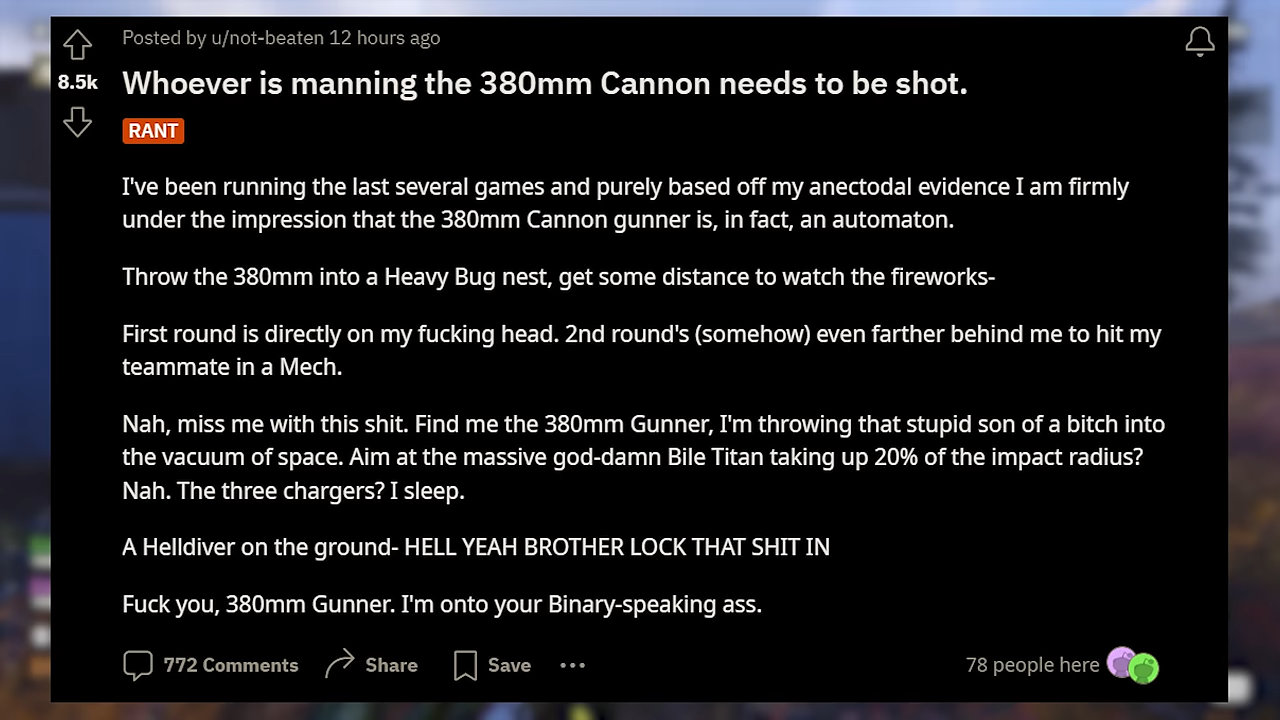 Posted by u/not-beaten 12 hours ago
8.5k
Whoever is manning the 380mm Cannon needs to be shot.
RANT
I've been running the last several games and purely based off my anectodal evidence I am firmly
under the impression that the 380mm Cannon gunner is, in fact, an automaton.
Throw the 380mm into a Heavy Bug nest, get some distance to watch the fireworks-
First round is directly on my fucking head. 2nd round's (somehow) even farther behind me to hit my
teammate in a Mech.
Nah, miss me with this shit. Find me the 380mm Gunner, I'm throwing that stupid son of a bitch into
the vacuum of space. Aim at the massive god-damn Bile Titan taking up 20% of the impact radius?
Nah. The three chargers? I sleep.
A Helldiver on the ground- HELL YEAH BROTHER LOCK THAT SHIT IN
Fuck you, 380mm Gunner. I'm onto your Binary-speaking ass.
772 Comments Share Save 78 people here